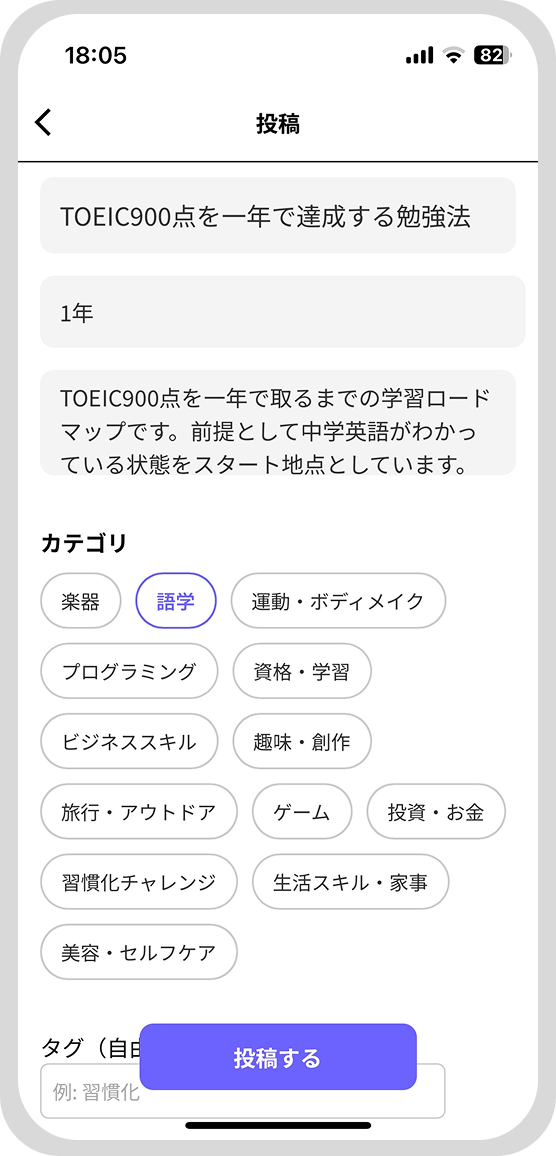 18:05
82
投稿
TOEIC900点を一年で達成する勉強法
1年
TOEIC900点を一年で取るまでの学習ロード
マップです。前提として中学英語がわかっ
ている状態をスタート地点としています。
カテゴリ
楽器 語学 運動・ボディメイク
プログラミング 資格・学習
ビジネススキル 趣味・創作
旅行・アウトドア ゲーム 投資・お金
習慣化チャレンジ 生活スキル・家事
美容・セルフケア
タグ（自由
投稿する
例: 習慣化